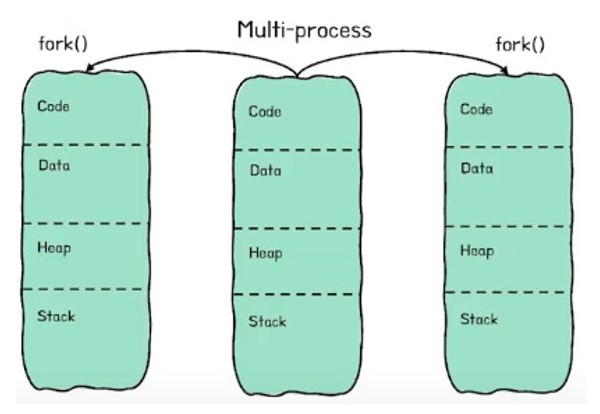 Multi-process
fork()
fork()
Code
Data
Heap
Stack
Code
Data
Heap
Stack
Code
Data
Heap
Stack